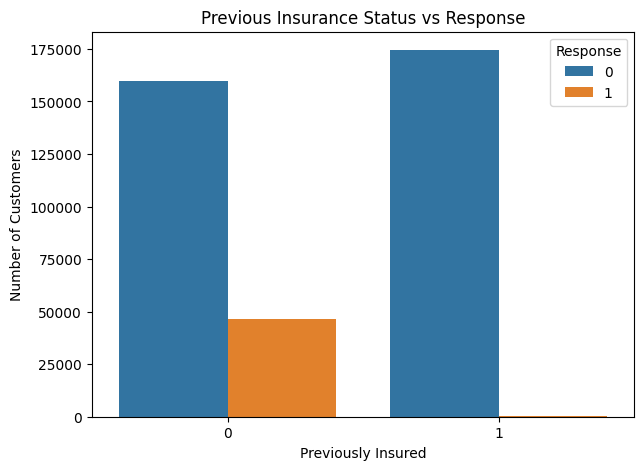 Previous Insurance Status vs Response
Response
0
1
175000
150000
125000
100000
75000
50000
25000
0
Number of Customers
0 1
Previously Insured